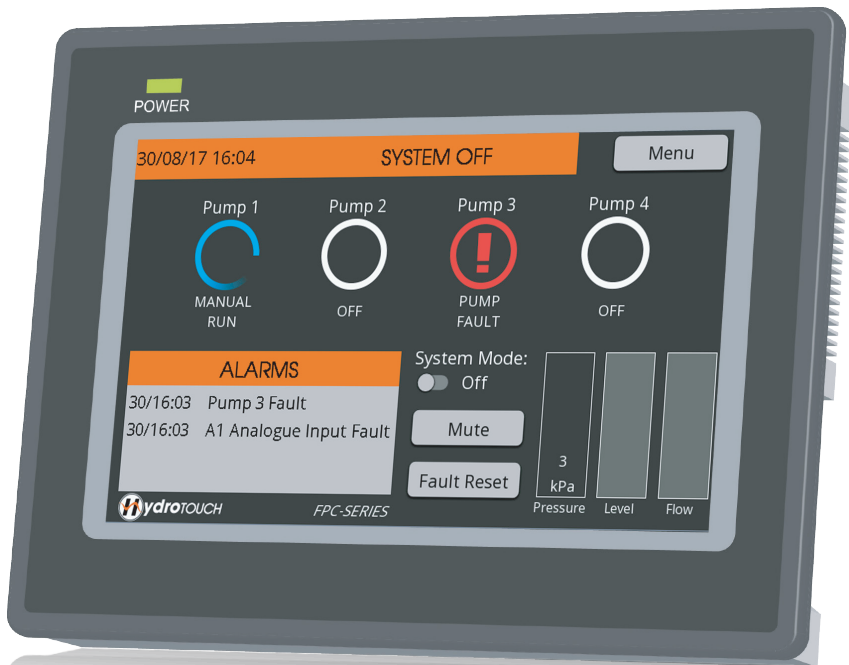 POWER
30/08/17 16:04
SYSTEM OFF
Menu
Pump 1
Pump 2
Pump 3
Pump 4
MANUAL
RUN
OFF
PUMP
FAULT
OFF
ALARMS
30/16:03 Pump 3 Fault
30/16:03 A1 Analogue Input Fault
System Mode:
Off
Mute
Fault Reset
3
kPa
Pressure
Level
Flow
HydroTOUCH
FPC-SERIES